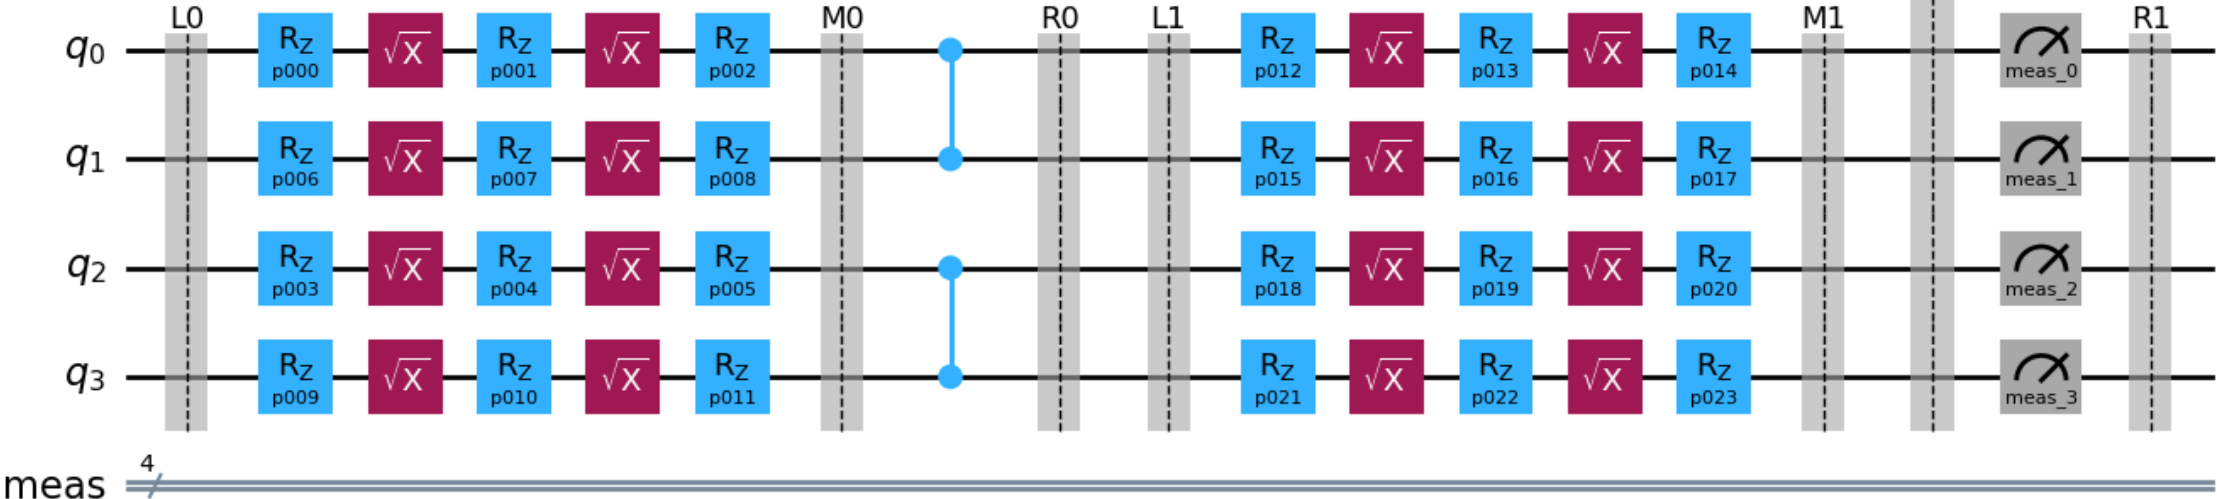 L0 M0 R0 L1 M1 R1
q0 RZ p000 √X RZ p001 √X RZ p002 RZ p012 √X RZ p013 √X RZ p014 meas_0
q1 RZ p006 √X RZ p007 √X RZ p008 RZ p015 √X RZ p016 √X RZ p017 meas_1
q2 RZ p003 √X RZ p004 √X RZ p005 RZ p018 √X RZ p019 √X RZ p020 meas_2
q3 RZ p009 √X RZ p010 √X RZ p011 RZ p021 √X RZ p022 √X RZ p023 meas_3
4
meas